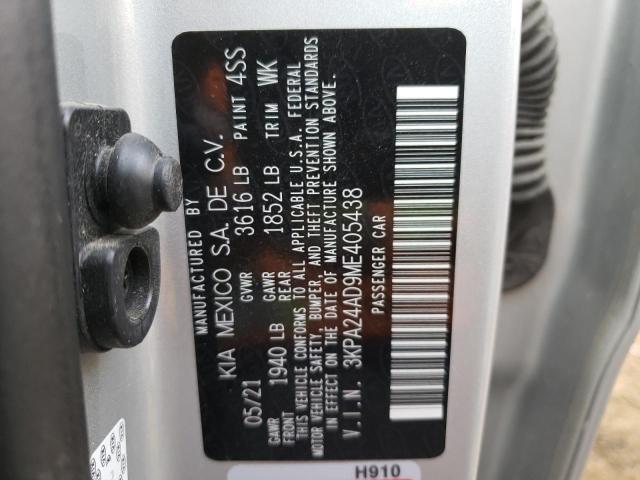 MANUFACTURED BY
KIA MEXICO S.A. DE C.V.
05/21 GVWR 3616 LB PAINT 4SS
GAWR FRONT 1940 LB GAWR REAR 1852 LB TRIM WK
THIS VEHICLE CONFORMS TO ALL APPLICABLE U.S.A. FEDERAL
MOTOR VEHICLE SAFETY, BUMPER, AND THEFT PREVENTION STANDARDS
IN EFFECT ON THE DATE OF MANUFACTURE SHOWN ABOVE.
V.I.N. 3KPA24AD9ME405438
PASSENGER CAR
H910